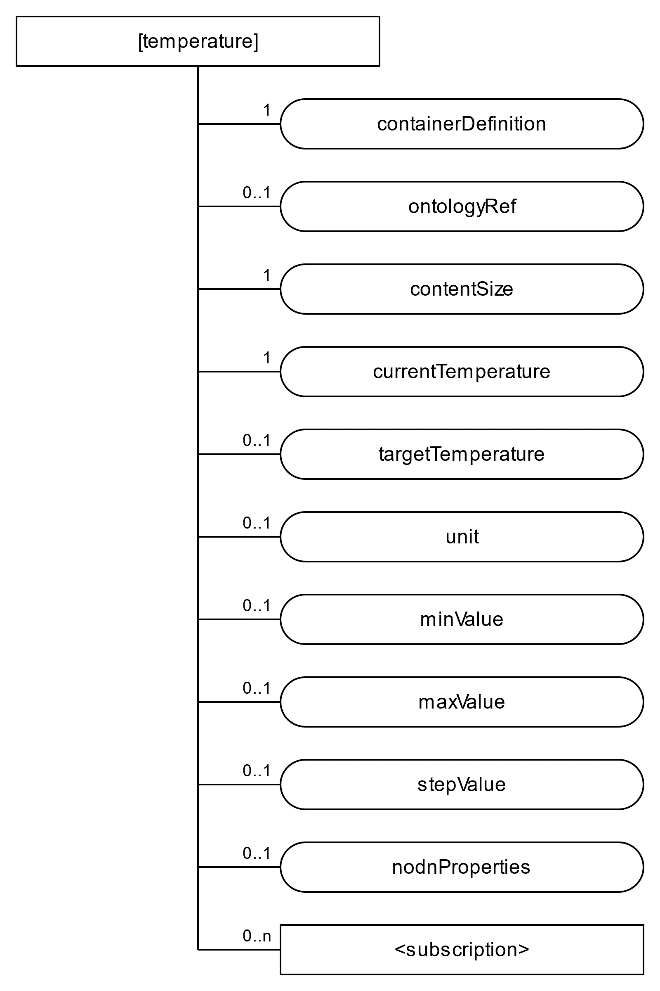 [temperature]
1
containerDefinition
0..1
ontologyRef
1
contentSize
1
currentTemperature
0..1
targetTemperature
0..1
unit
0..1
minValue
0..1
maxValue
0..1
stepValue
0..1
nodnProperties
0..n
<subscription>